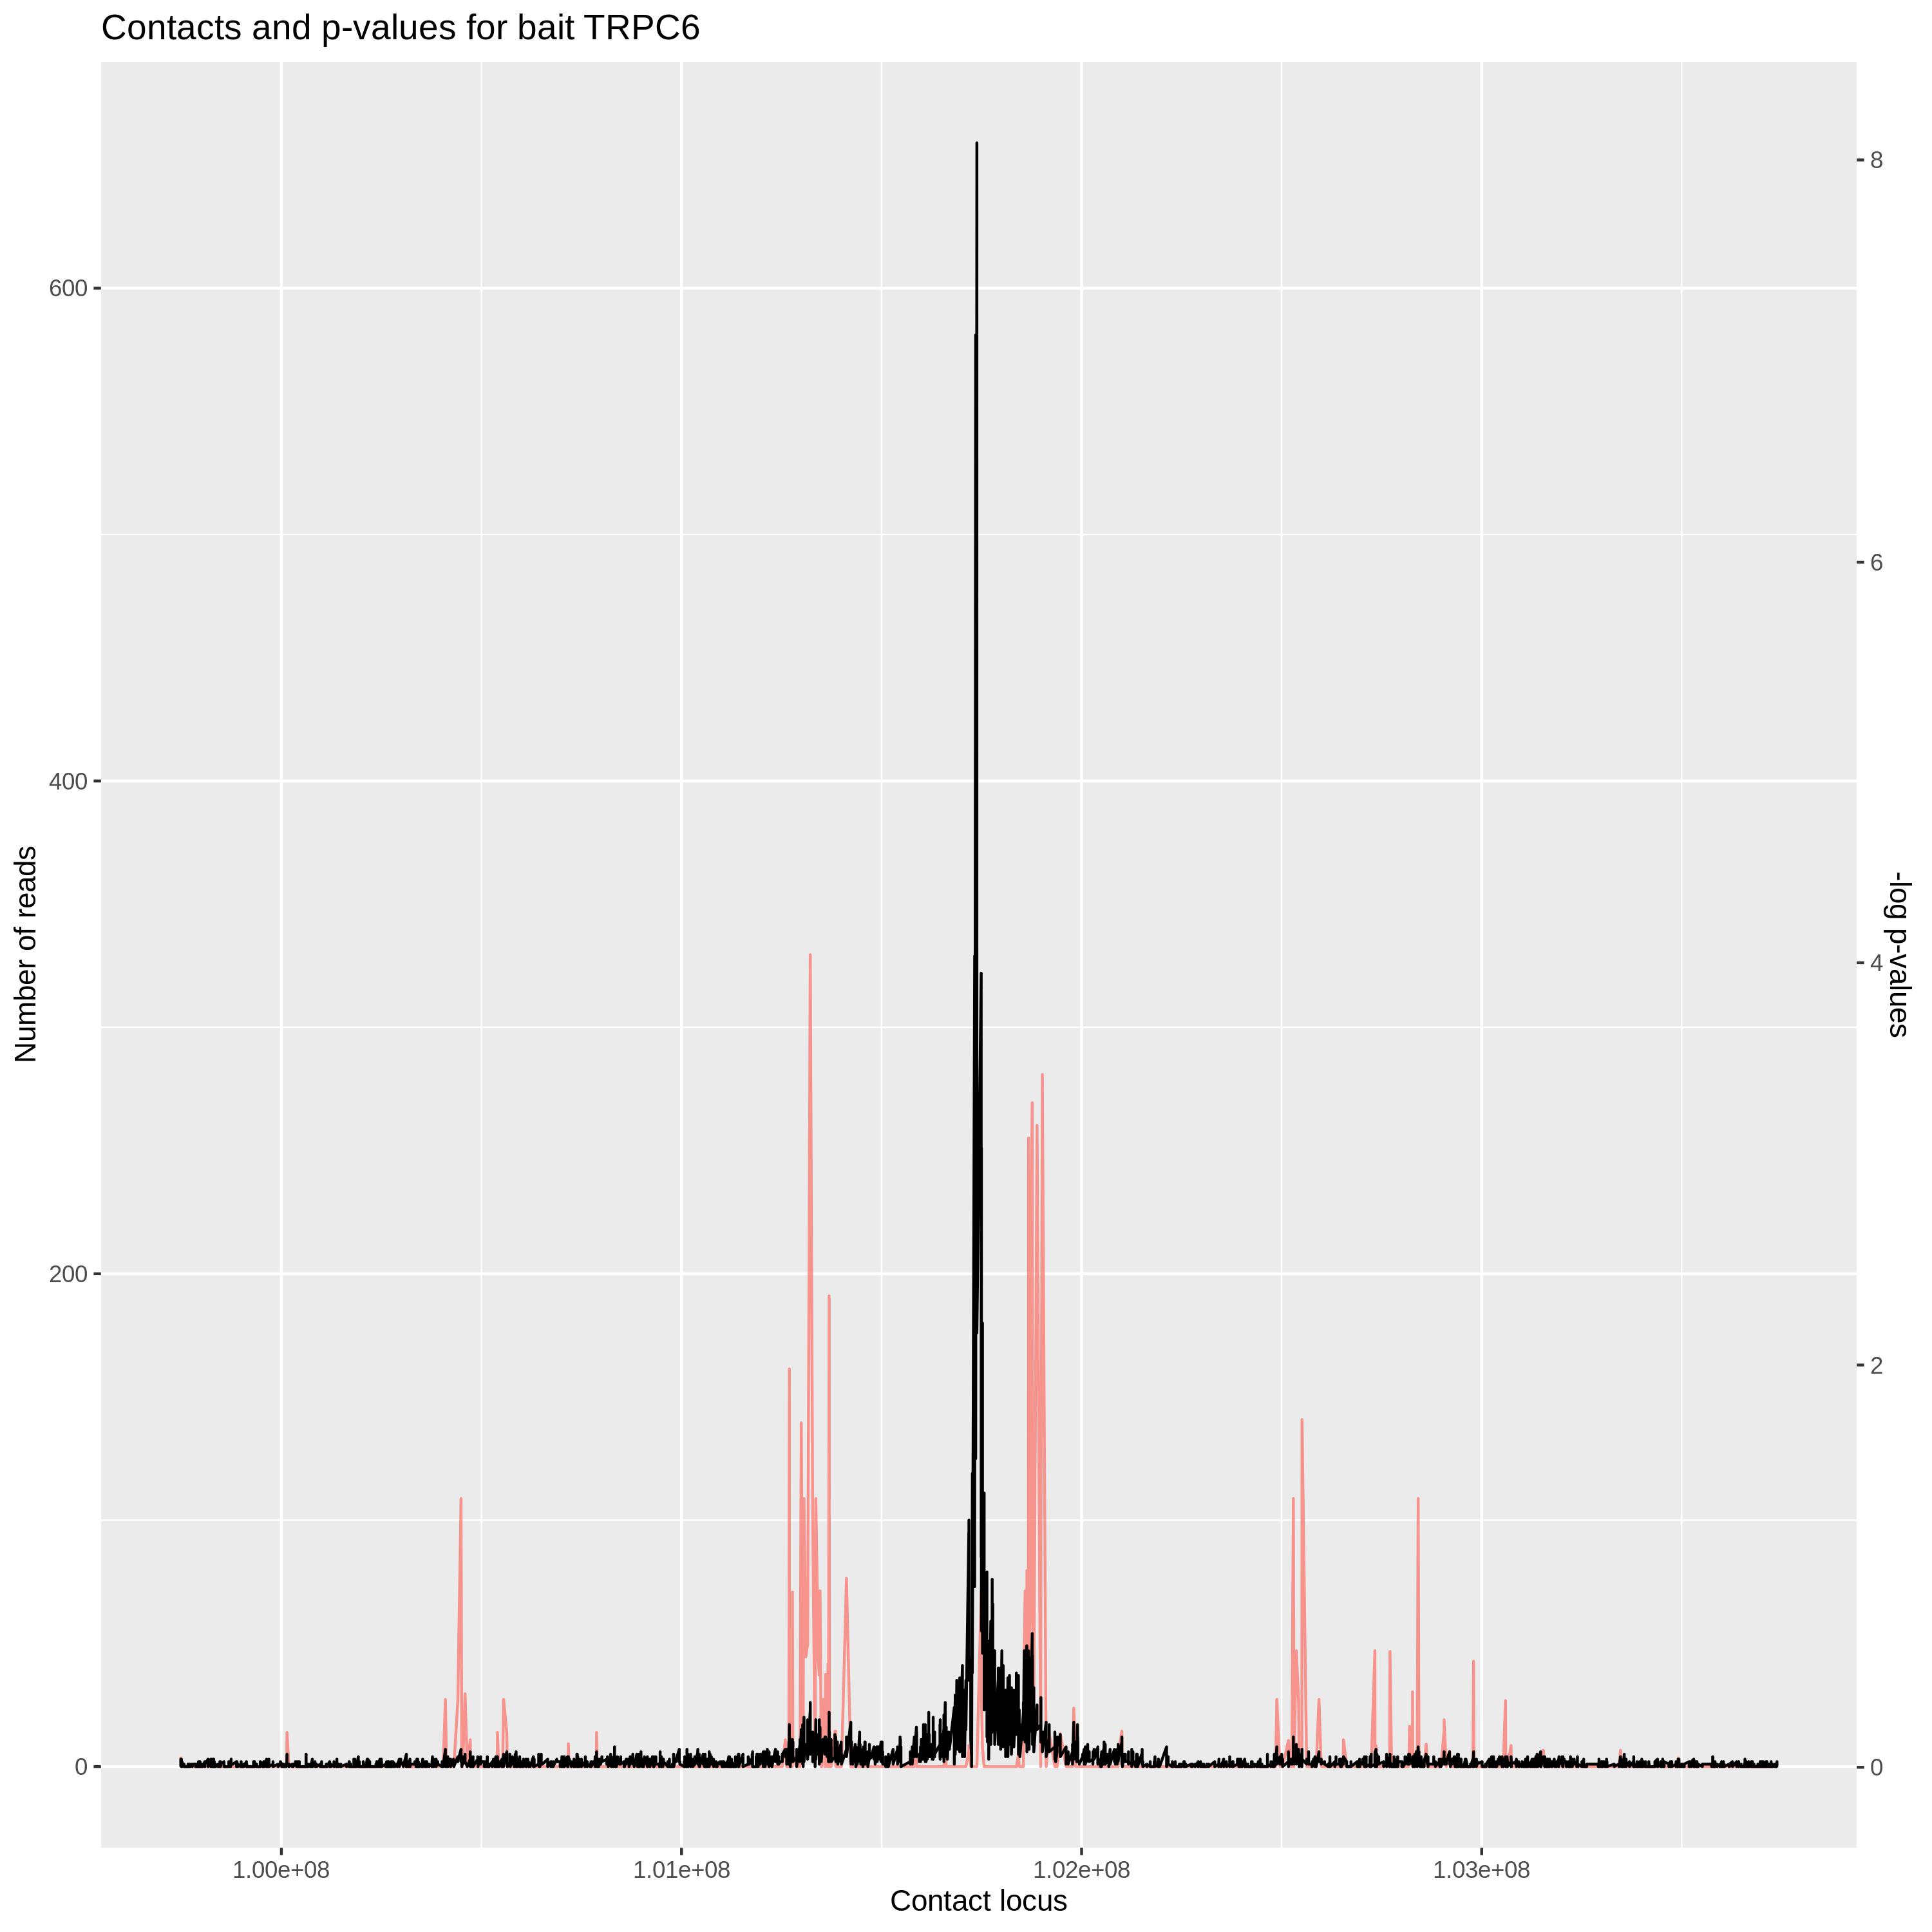 Contacts and p-values for bait TRPC6
Number of reads
600
400
200
0
8
6
4
2
0
-log p-values
1.00e+08
1.01e+08
1.02e+08
1.03e+08
Contact locus